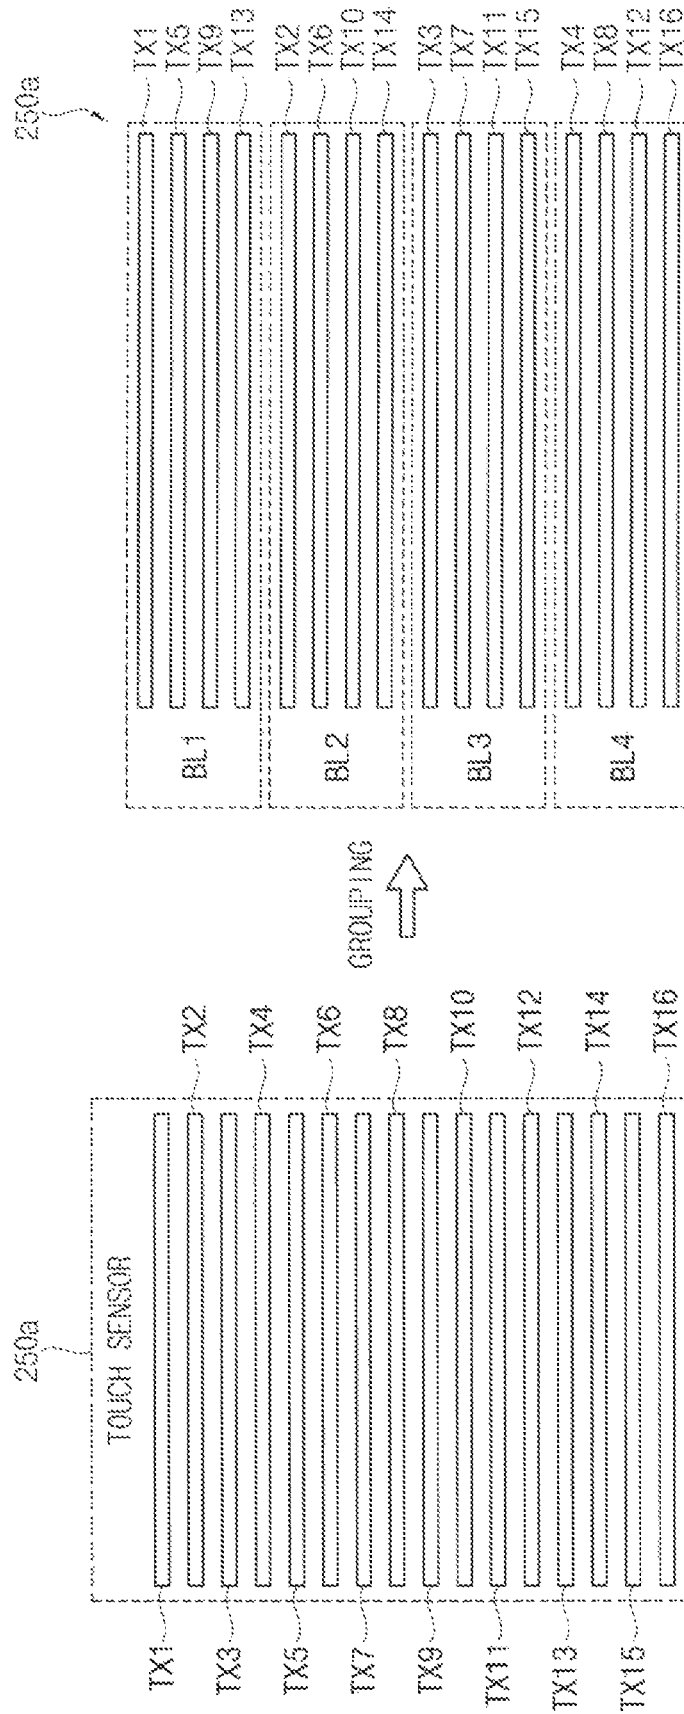 250a
TOUCH SENSOR
TX1
TX2
TX3
TX4
TX5
TX6
TX7
TX8
TX9
TX10
TX11
TX12
TX13
TX14
TX15
TX16
GROUPING
250a
BL1
TX1
TX5
TX9
TX13
BL2
TX2
TX6
TX10
TX14
BL3
TX3
TX7
TX11
TX15
BL4
TX4
TX8
TX12
TX16